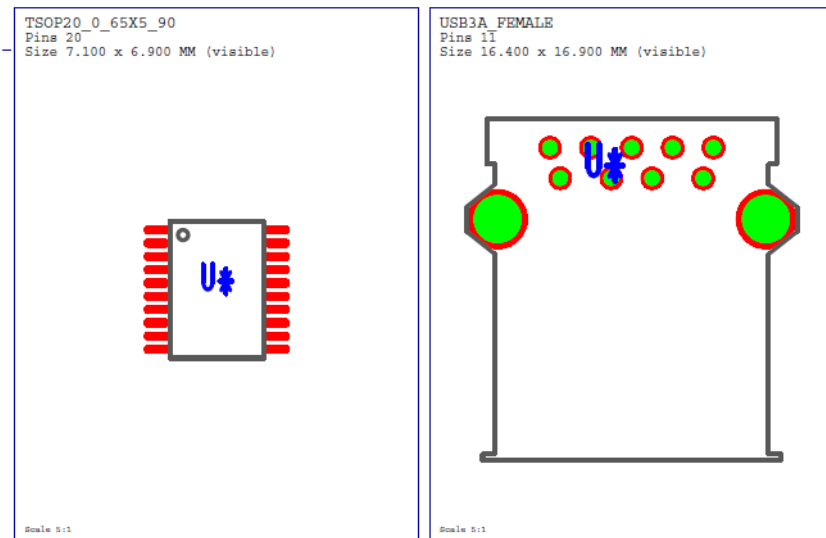 TSOP20_0_65X5_90
Pins 20
Size 7.100 x 6.900 MM (visible)
U*
Scale 5:1
USB3A_FEMALE
Pins 11
Size 16.400 x 16.900 MM (visible)
U*
Scale 5:1